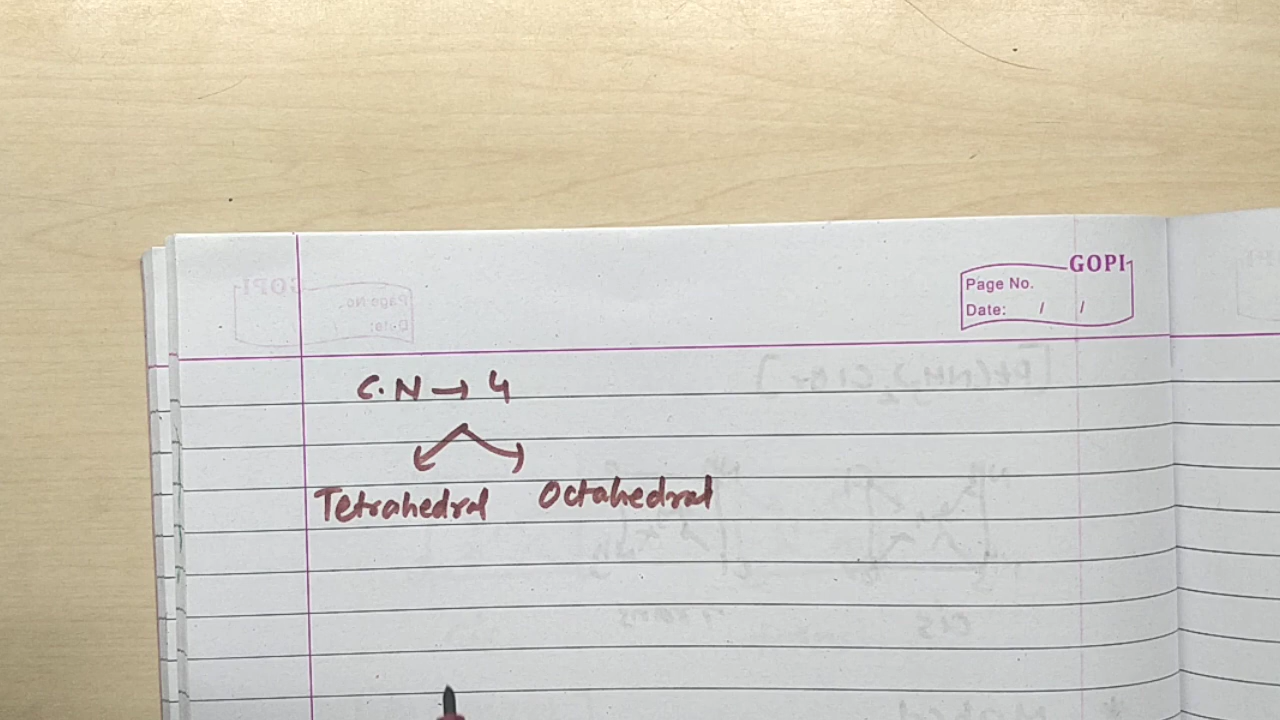 GOPI
Page No.
Date: / /
C.N → 4
Tetrahedral Octahedral